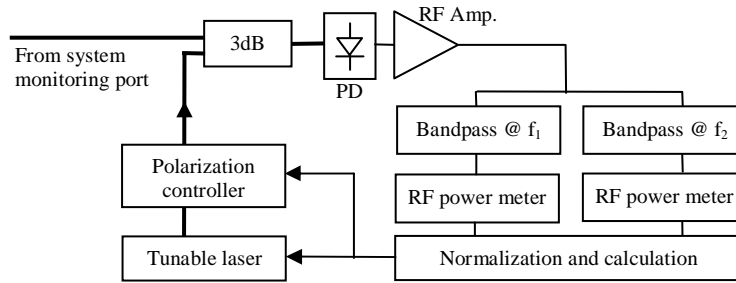 RF Amp.
3dB
From system
monitoring port
PD
Bandpass @ f₁
Bandpass @ f₂
Polarization
controller
RF power meter
RF power meter
Tunable laser
Normalization and calculation